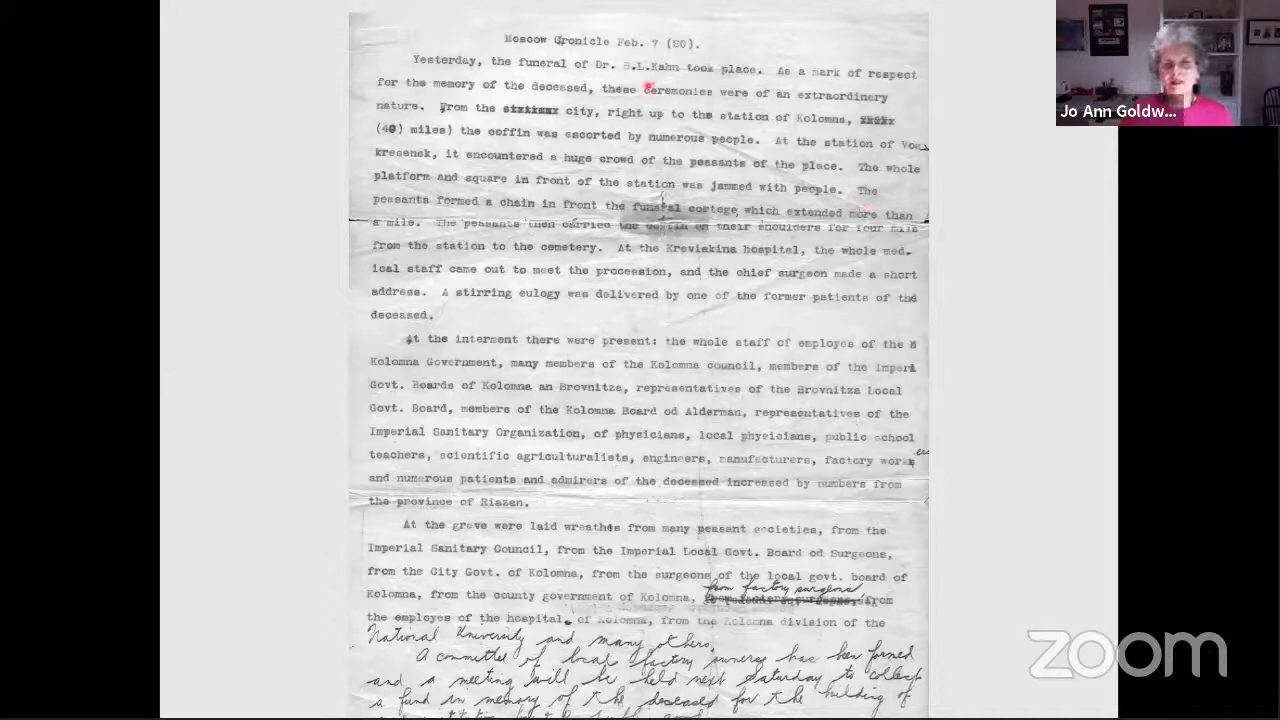 Moscow Cronicle Feb. 7 (20).
Yesterday, the funeral of Dr. S.L.Kahn took place. As a mark of respect
for the memory of the deceased, these ceremonies were of an extraordinary
nature. From the city, right up to the station of Kolomna,
(40) miles) the coffin was escorted by numerous people. At the station of Vos
kresensk, it encountered a huge crowd of the peasants of the place. The whole
platform and square in front of the station was jammed with people. The
peasants formed a chain in front the funeral cortege which extended more than
a mile. The peasants then carried the coffin on their shoulders for four mile
from the station to the cemetery. At the Kreviakina hospital, the whole med-
ical staff came out to meet the procession, and the chief surgeon made a short
address. A stirring eulogy was delivered by one of the former patients of the
deceased.
At the interment there were present: the whole staff of employes of the
Kolomna Government, many members of the Kolomna council, members of the Imperi
Govt. Boards of Kolomna an Brovnitza, representatives of the Brovnitza Local
Govt. Board, members of the Kolomna Board od Alderman, representatives of the
Imperial Sanitary Organization, of physicians, local physicians, public school
teachers, scientific agriculturalists, engineers, manufacturers, factory workers
and numerous patients and admirers of the deceased increased by numbers from
the province of Riazan.
At the grave were laid wreathes from many peasant societies, from the
Imperial Sanitary Council, from the Imperial Local Govt. Board od Surgeons,
from the City Govt. of Kolomna, from the surgeons of the local govt. board of
from factory surgeons
Kolomna, from the county government of Kolomna, from
the employes of the hospital of Kolomna, from the Kolomna division of the
National University and many others.
A committee of local factory owners has been formed
and a meeting will be held next Saturday to collect
a fund in memory of the deceased for the building of
Jo Ann Goldw...
zoom